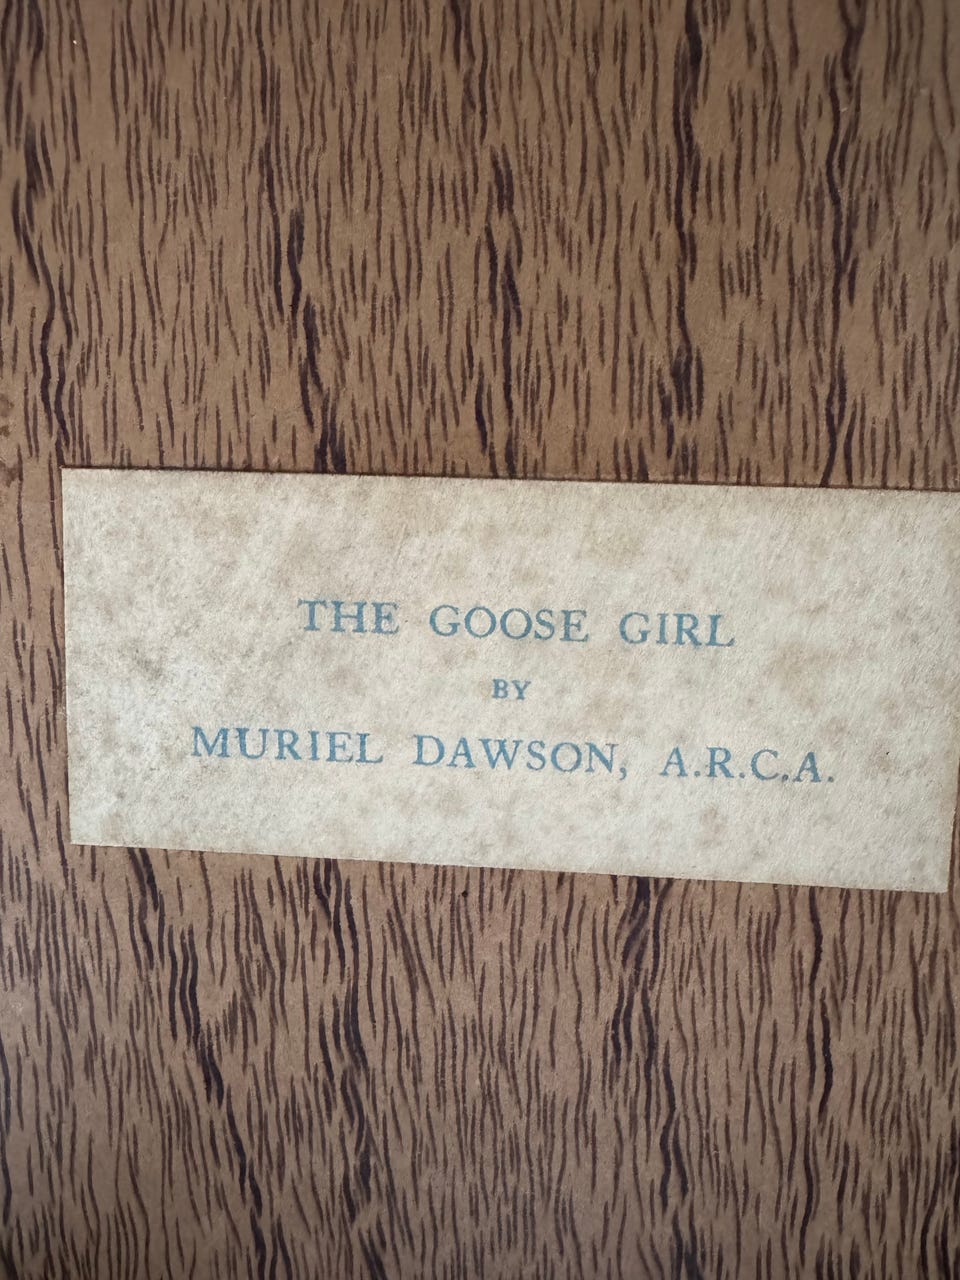 THE GOOSE GIRL
BY
MURIEL DAWSON, A.R.C.A.